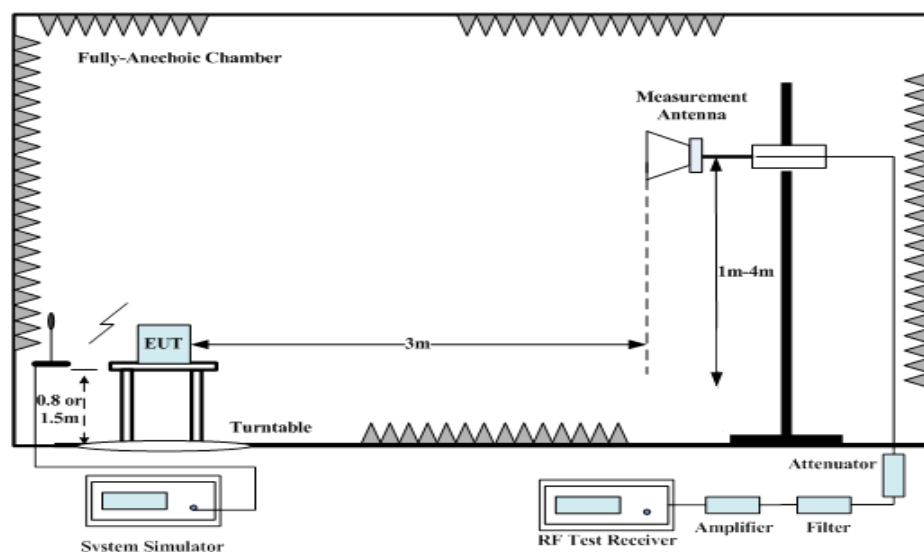 Fully-Anechoic Chamber
Measurement
Antenna
1m-4m
EUT
3m
0.8 or
1.5m
Turntable
Attenuator
System Simulator
RF Test Receiver
Amplifier
Filter